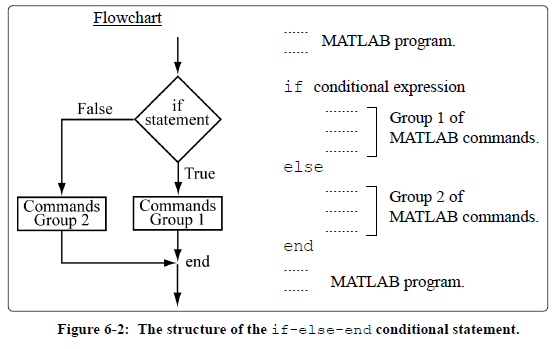 Flowchart
if
statement
False
True
Commands
Group 2
Commands
Group 1
end
......
......
MATLAB program.
if conditional expression
........
........
........
Group 1 of
MATLAB commands.
else
........
........
........
Group 2 of
MATLAB commands.
end
......
......
MATLAB program.
Figure 6-2: The structure of the if-else-end conditional statement.